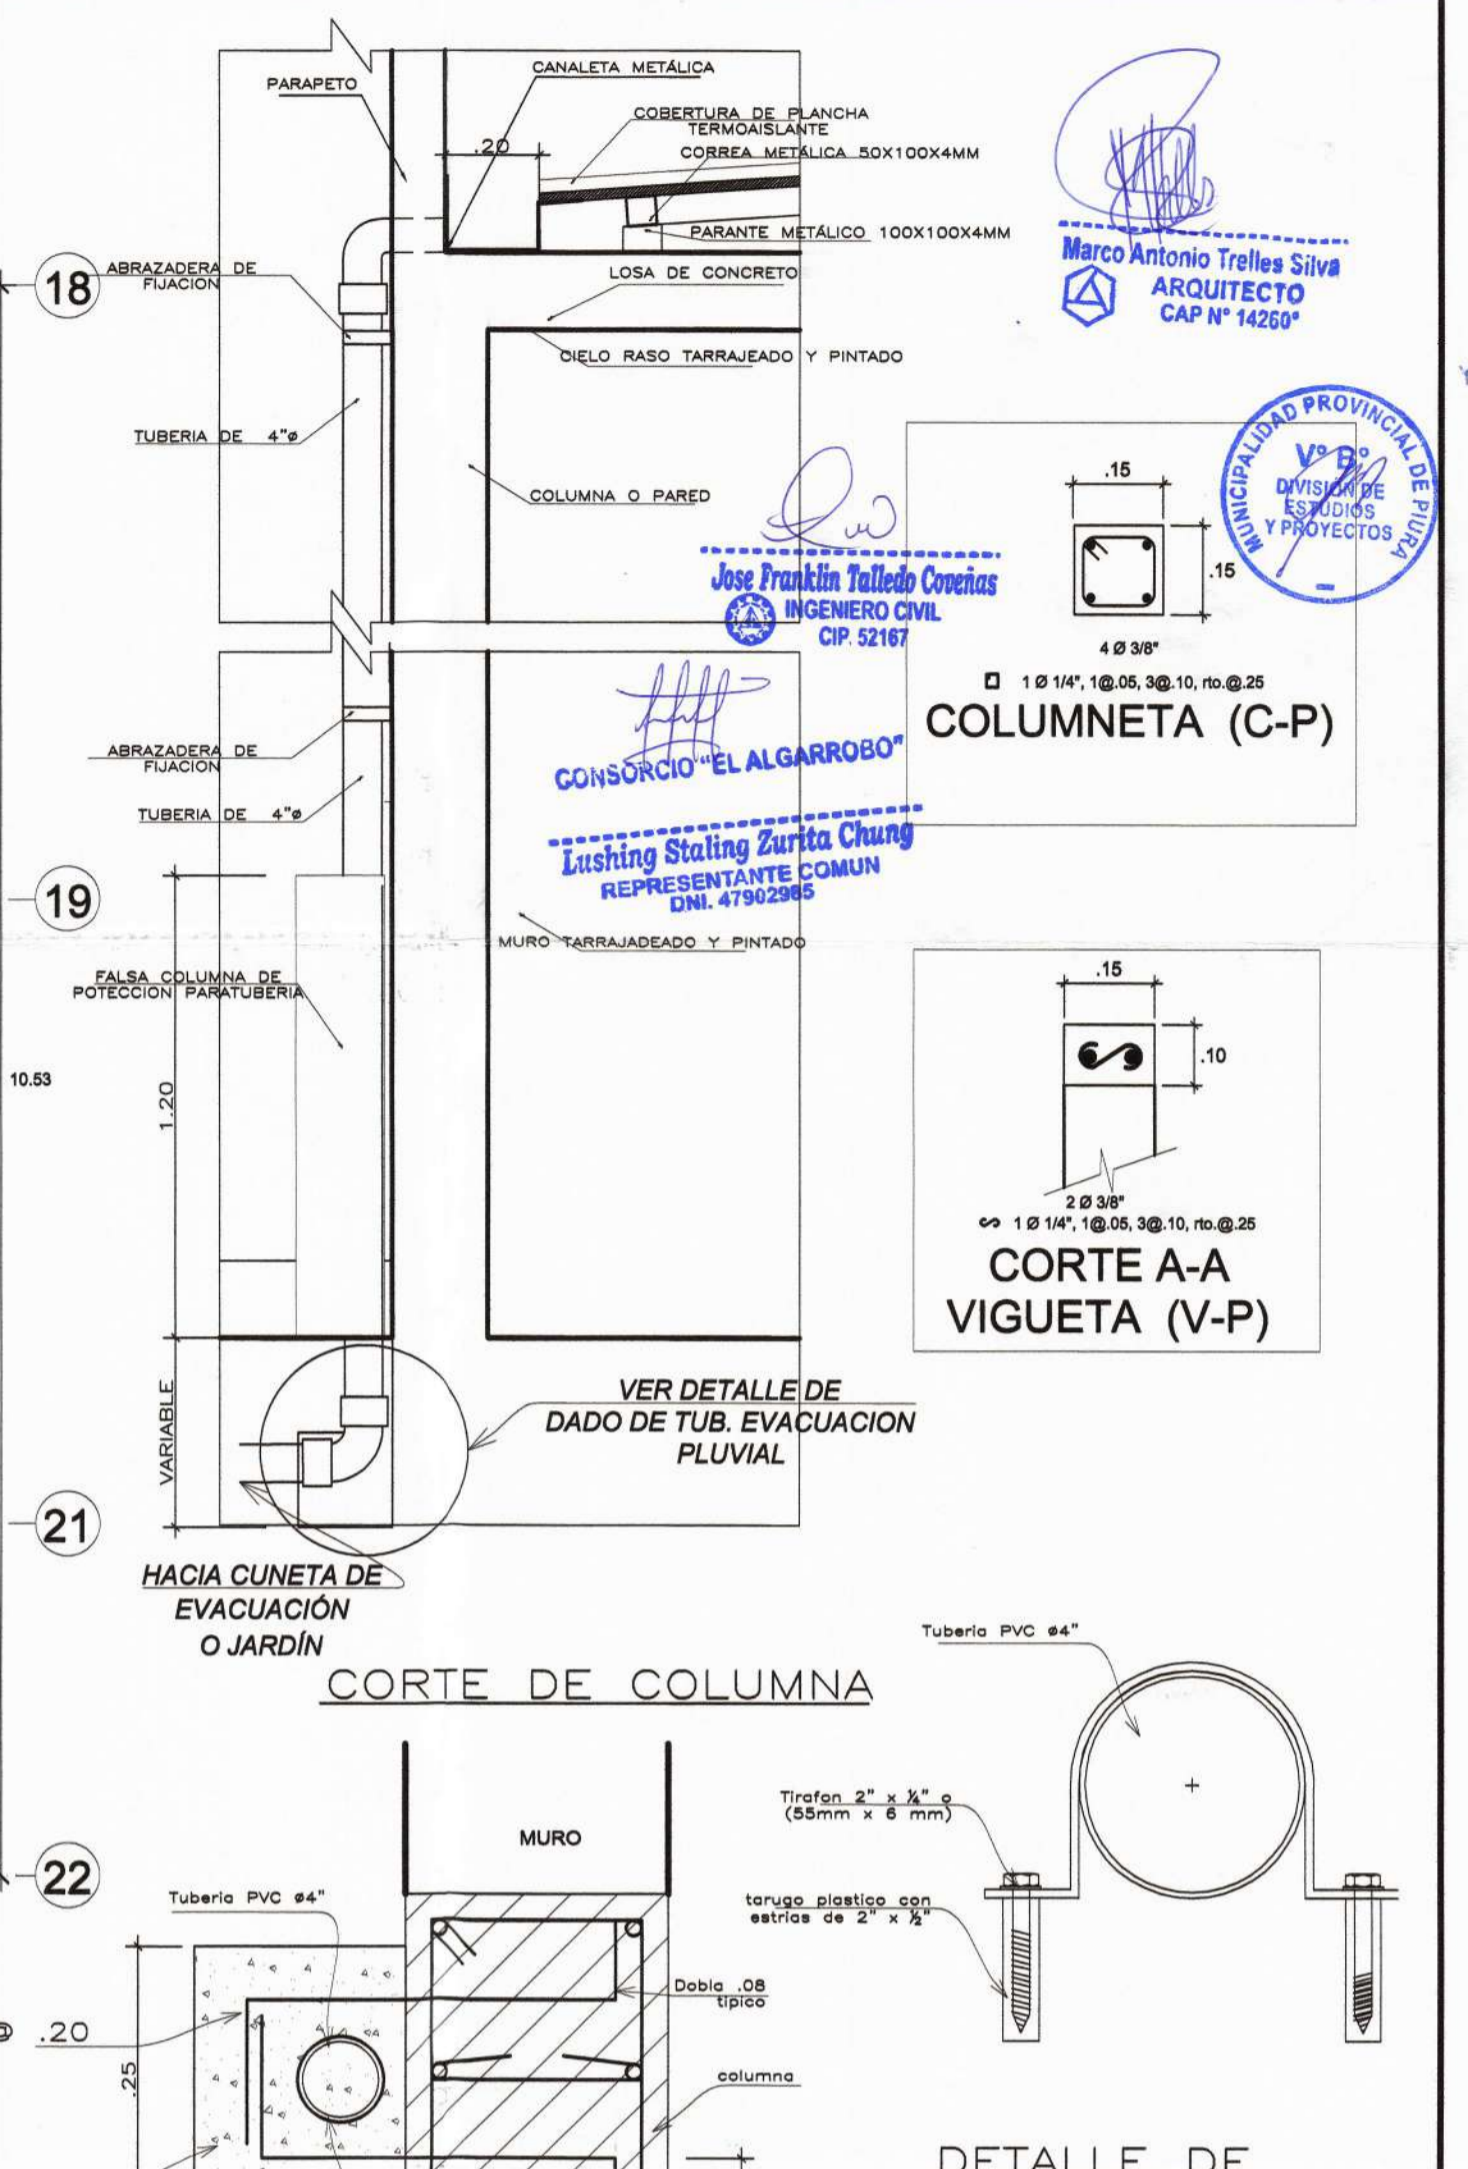 PARAPETO
CANALETA METÁLICA
COBERTURA DE PLANCHA
TERMOAISLANTE
.20
CORREA METÁLICA 50X100X4MM
PARANTE METÁLICO 100X100X4MM
LOSA DE CONCRETO
18
ABRAZADERA DE
FIJACION
CIELO RASO TARRAJEADO Y PINTADO
TUBERIA DE 4"ø
COLUMNA O PARED
Marco Antonio Trelles Silva
ARQUITECTO
CAP Nº 14260*
MUNICIPALIDAD PROVINCIAL DE PIURA
Vº Bº
DIVISIÓN DE
ESTUDIOS
Y PROYECTOS
Jose Franklin Talledo Coveñas
INGENIERO CIVIL
CIP. 52167
.15
.15
4 Ø 3/8"
1 Ø 1/4", 1@.05, 3@.10, rto.@.25
COLUMNETA (C-P)
ABRAZADERA DE
FIJACION
TUBERIA DE 4"ø
CONSORCIO "EL ALGARROBO"
Lushing Staling Zurita Chung
REPRESENTANTE COMUN
DNI. 47902985
19
MURO TARRAJADEADO Y PINTADO
FALSA COLUMNA DE
POTECCION PARATUBERIA
10.53
1.20
.15
.10
2 Ø 3/8"
1 Ø 1/4", 1@.05, 3@.10, rto.@.25
CORTE A-A
VIGUETA (V-P)
VARIABLE
VER DETALLE DE
DADO DE TUB. EVACUACION
PLUVIAL
21
HACIA CUNETA DE
EVACUACIÓN
O JARDÍN
CORTE DE COLUMNA
Tuberia PVC ø4"
Tirafon 2" x ¼" o
(55mm x 6 mm)
MURO
22
Tuberia PVC ø4"
tarugo plastico con
estrias de 2" x ½"
Dobla .08
tipico
.20
.25
columna
DETALLE DE